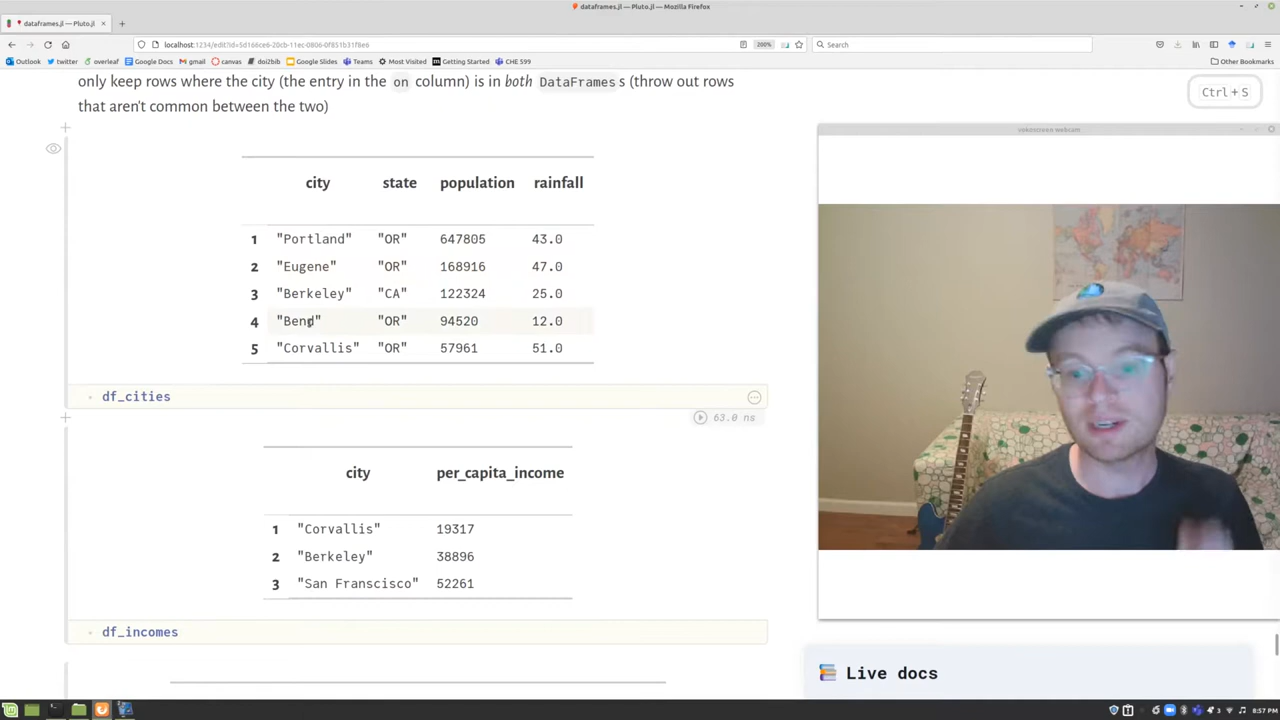 dataframes.jl — Pluto.jl — Mozilla Firefox
dataframes.jl — Pluto.jl
localhost:1234/edit?id=5d166ce6-20cb-11ec-0806-0f851b31f8e6
200%
Search
Outlook twitter gmail canvas doi2bib Google Docs Google Slides Teams Most Visited Getting Started CHE 599 Other Bookmarks
only keep rows where the city (the entry in the on column) is in both DataFrames (throw out rows
that aren't common between the two)
Ctrl + S
cokosteen webcam
city state population rainfall
1 "Portland" "OR" 647805 43.0
2 "Eugene" "OR" 168916 47.0
3 "Berkeley" "CA" 122324 25.0
4 "Bend" "OR" 94520 12.0
5 "Corvallis" "OR" 57961 51.0
df_cities
63.0 ns
city per_capita_income
1 "Corvallis" 19317
2 "Berkeley" 38896
3 "San Franscisco" 52261
df_incomes
Live docs
3
8:57 PM